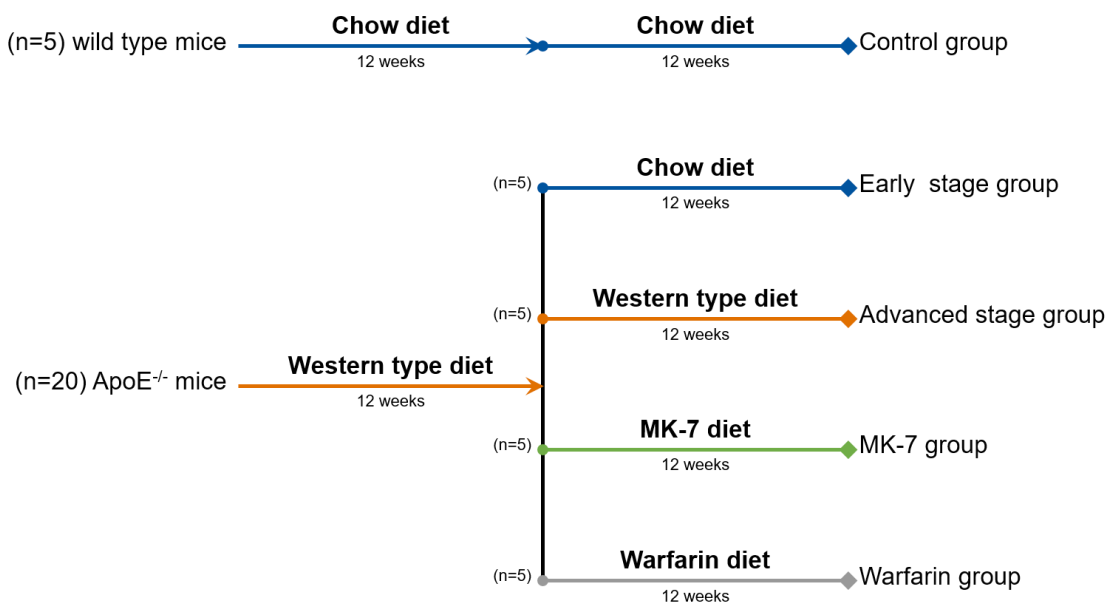 Chow diet
Chow diet
(n=5) wild type mice
Control group
12 weeks
12 weeks
Chow diet
(n=5)
Early  stage group
12 weeks
Western type diet
(n=5)
Advanced stage group
12 weeks
Western type diet
(n=20) ApoE-/- mice
12 weeks
MK-7 diet
(n=5)
MK-7 group
12 weeks
Warfarin diet
(n=5)
Warfarin group
12 weeks